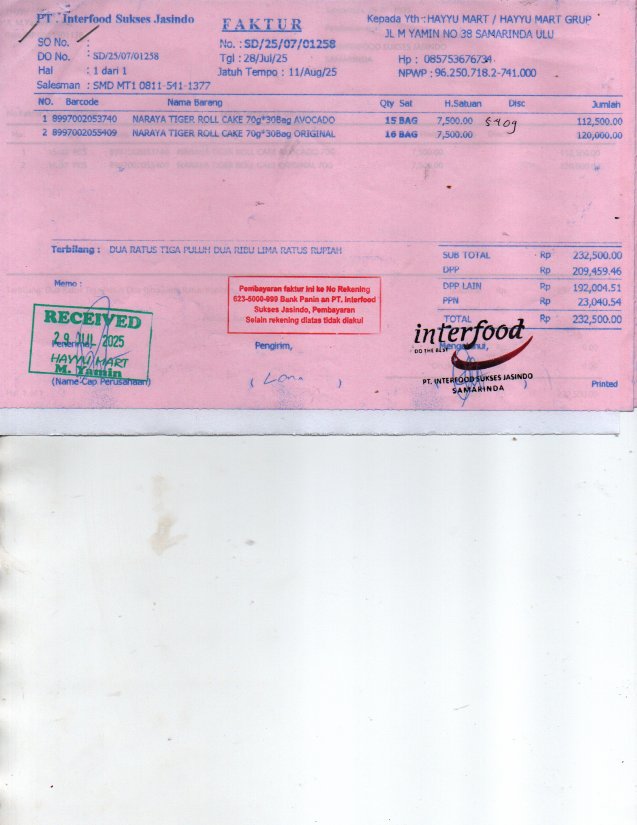 PT . Interfood Sukses Jasindo
FAKTUR
Kepada Yth : HAYYU MART / HAYYU MART GRUP
JL M YAMIN NO 38 SAMARINDA ULU
SO No. :
No. : SD/25/07/01258
DO No. : SD/25/07/01258
Tgl : 28/Jul/25
Hp : 085753676734
Hal : 1 dari 1
Jatuh Tempo : 11/Aug/25
NPWP : 96.250.718.2-741.000
Salesman : SMD MT1 0811-541-1377
NO. Barcode Nama Barang Qty Sat H.Satuan Disc Jumlah
1 8997002053740 NARAYA TIGER ROLL CAKE 70g*30Bag AVOCADO 15 BAG 7,500.00 112,500.00
2 8997002055409 NARAYA TIGER ROLL CAKE 70g*30Bag ORIGINAL 16 BAG 7,500.00 120,000.00
Terbilang : DUA RATUS TIGA PULUH DUA RIBU LIMA RATUS RUPIAH
SUB TOTAL Rp 232,500.00
DPP Rp 209,459.46
DPP LAIN Rp 192,004.51
PPN Rp 23,040.54
TOTAL Rp 232,500.00
Memo :
Pembayaran faktur ini ke No Rekening
623-5000-999 Bank Panin an PT. Interfood
Sukses Jasindo, Pembayaran
Selain rekening diatas tidak diakui
RECEIVED
29 JUL 2025
Penerima,
HAYYU MART
M. Yamin
(Name-Cap Perusahaan)
Pengirim,
( Lana )
Mengetahui,
interfood
DO THE BEST
PT. INTERFOOD SUKSES JASINDO
SAMARINDA
( )
Printed